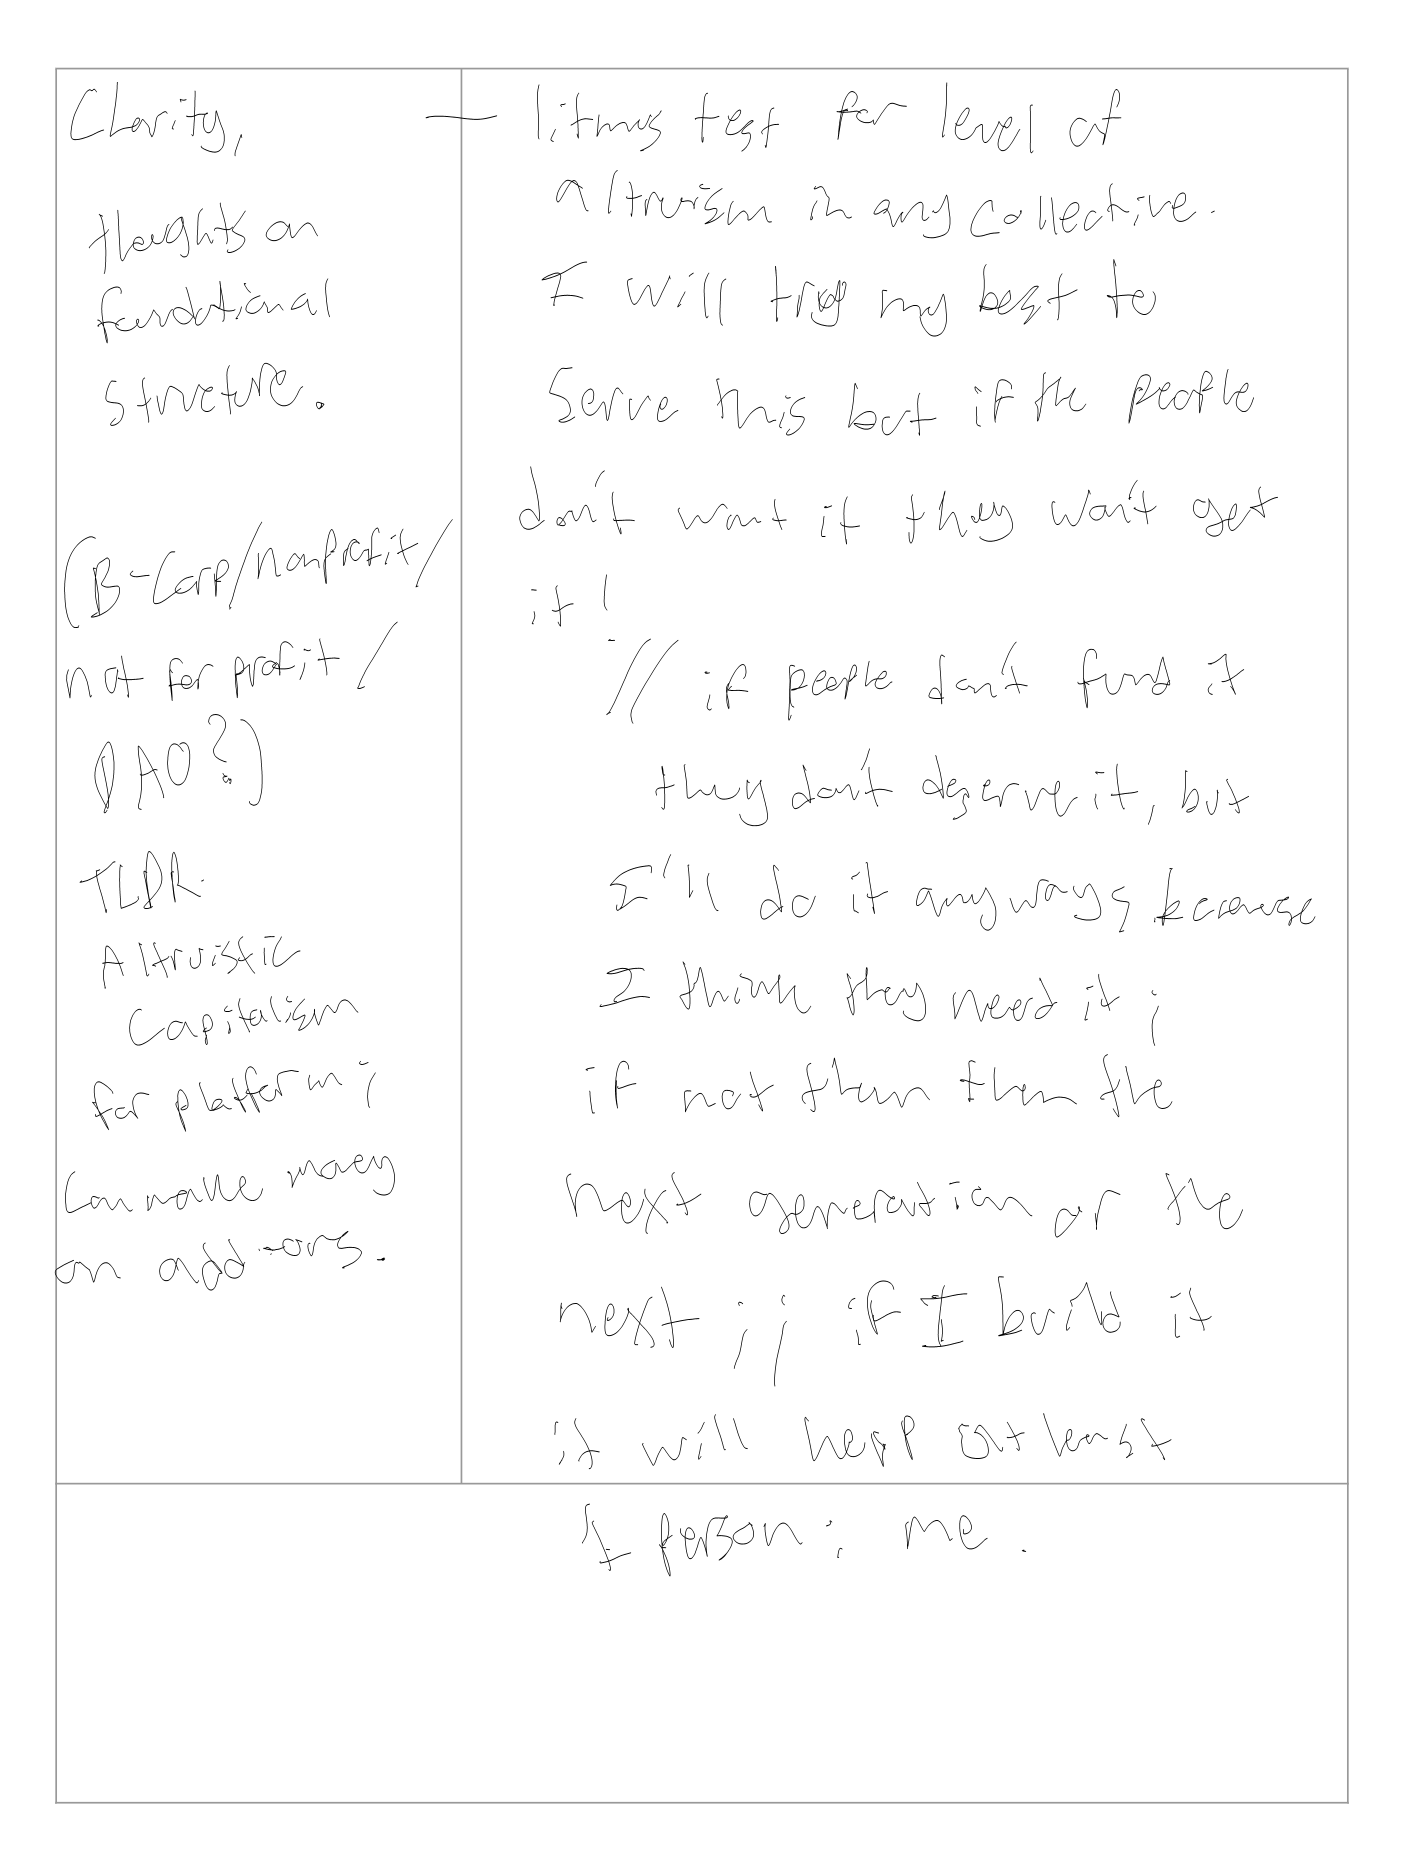 Clarity,
thoughts on
foundational
structure.
(B-Corp/nonprofit/
not for profit/
DAO?)
TLDR.
Altruistic
Capitalism
for platform;
Can make money
on add-ons.
— litmus test for level of
altruism in any collective.
I will try my best to
serve this but if the people
don't want it they won't get
it!
// if people don't fund it
they don't deserve it, but
I'll do it anyways because
I think they need it;
if not them then the
next generation or the
next ;; if I build it
it will help at least
1 person: me.